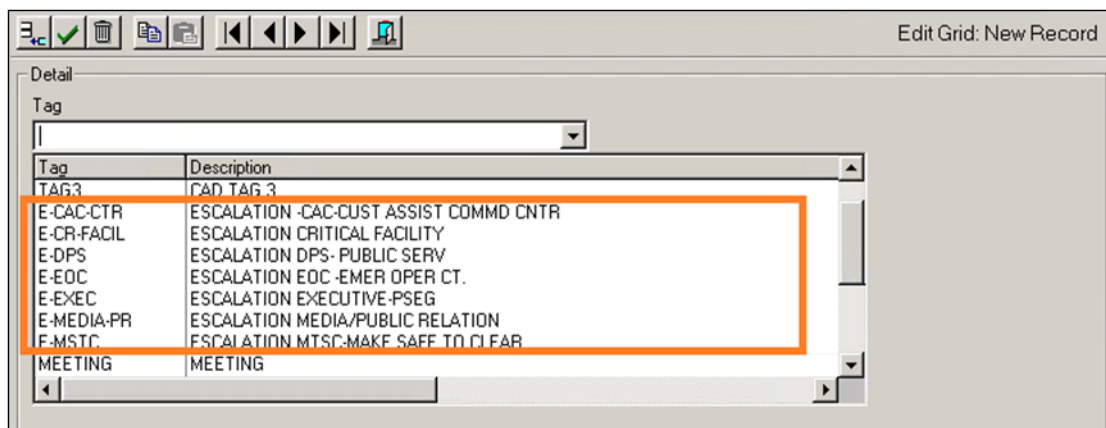 Edit Grid: New Record
Detail
Tag
Tag Description
TAG3 CAD TAG 3
E-CAC-CTR ESCALATION -CAC-CUST ASSIST COMMD CNTR
E-CR-FACIL ESCALATION CRITICAL FACILITY
E-DPS ESCALATION DPS- PUBLIC SERV
E-EOC ESCALATION EOC -EMER OPER CT.
E-EXEC ESCALATION EXECUTIVE-PSEG
E-MEDIA-PR ESCALATION MEDIA/PUBLIC RELATION
E-MSTC ESCALATION MTSC-MAKE SAFE TO CLEAR
MEETING MEETING